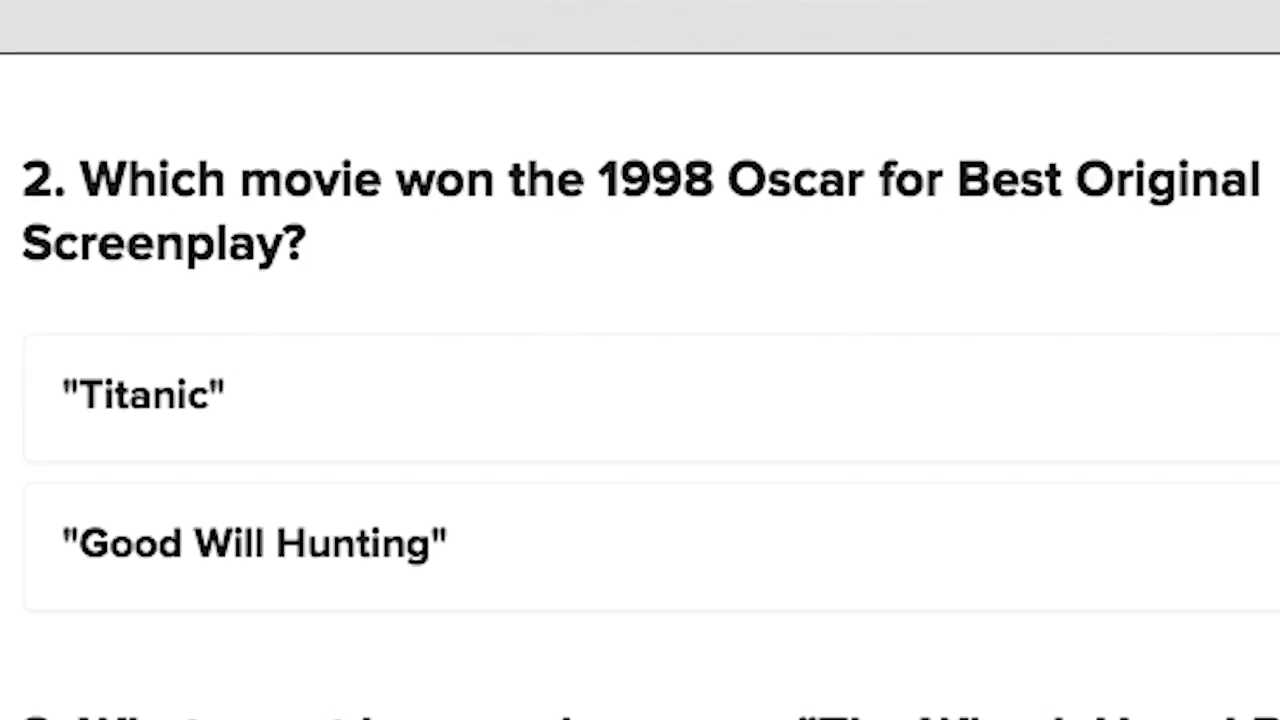 2. Which movie won the 1998 Oscar for Best Original
Screenplay?
"Titanic"
"Good Will Hunting"